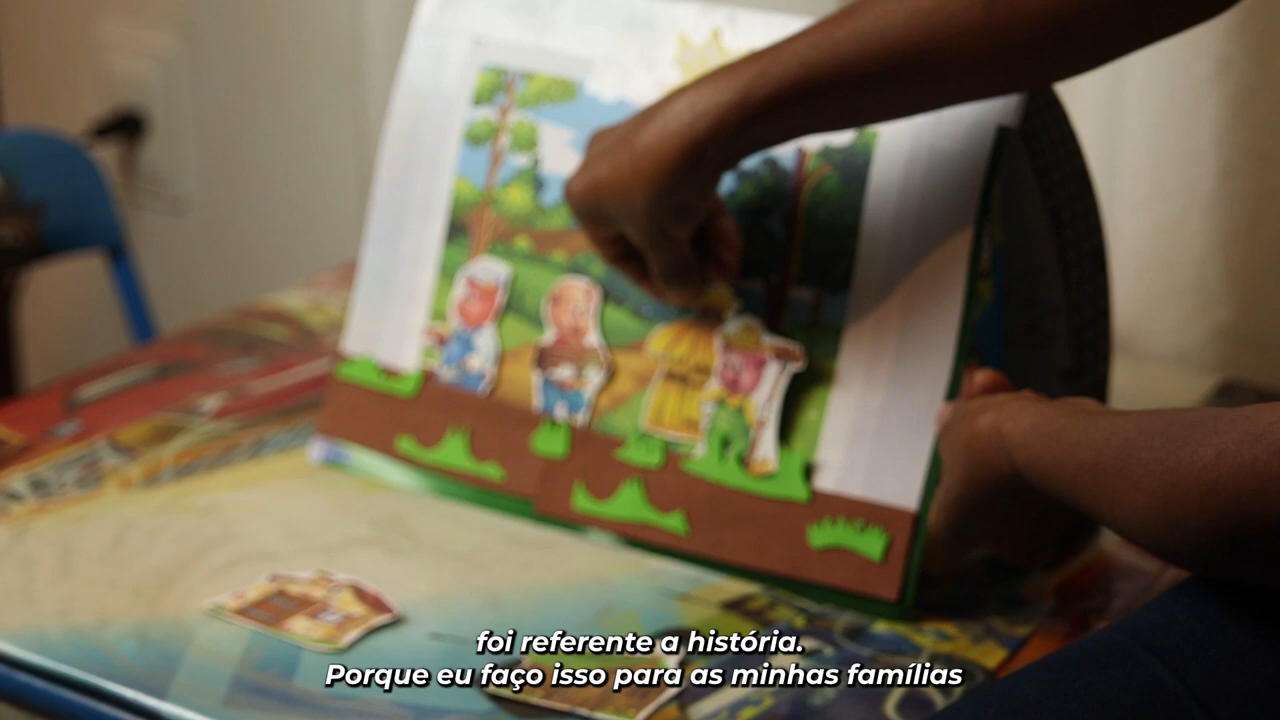 foi referente a história.
Porque eu faço isso para as minhas famílias